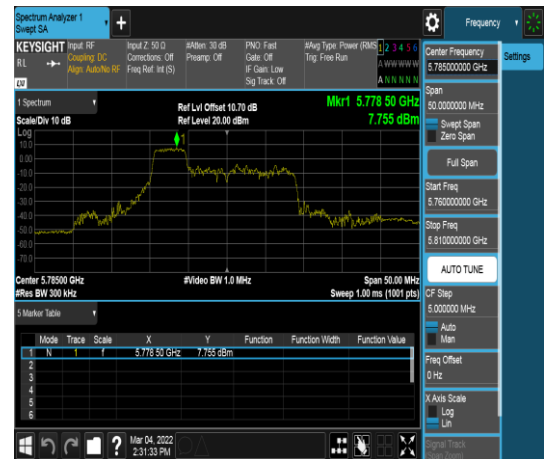 Spectrum Analyzer 1
Swept SA
+
Frequency
KEYSIGHT
RL
Input: RF
Coupling: DC
Align: Auto/No RF
Input Z: 50 Ω
Corrections: Off
Freq Ref: Int (S)
#Atten: 30 dB
Preamp: Off
PNO: Fast
Gate: Off
IF Gain: Low
Sig Track: Off
#Avg Type: Power (RMS
Trig: Free Run
1 2 3 4 5 6
A W W W W W
A N N N N N
Center Frequency
5.785000000 GHz
Settings
Span
50.0000000 MHz
Swept Span
Zero Span
Full Span
Start Freq
5.760000000 GHz
Stop Freq
5.810000000 GHz
AUTO TUNE
CF Step
5.000000 MHz
Auto
Man
Freq Offset
0 Hz
X Axis Scale
Log
Lin
Signal Track
(Span Zoom)
1 Spectrum
Scale/Div 10 dB
Ref Lvl Offset 10.70 dB
Ref Level 20.00 dBm
Mkr1 5.778 50 GHz
7.755 dBm
Log
1
10.0
0.00
-10.0
-20.0
-30.0
-40.0
-50.0
-60.0
-70.0
Center 5.78500 GHz
#Res BW 300 kHz
#Video BW 1.0 MHz
Span 50.00 MHz
Sweep 1.00 ms (1001 pts)
5 Marker Table
Mode Trace Scale X Y Function Function Width Function Value
1 N 1 f 5.778 50 GHz 7.755 dBm
2
3
4
5
6
?
Mar 04, 2022
2:31:33 PM